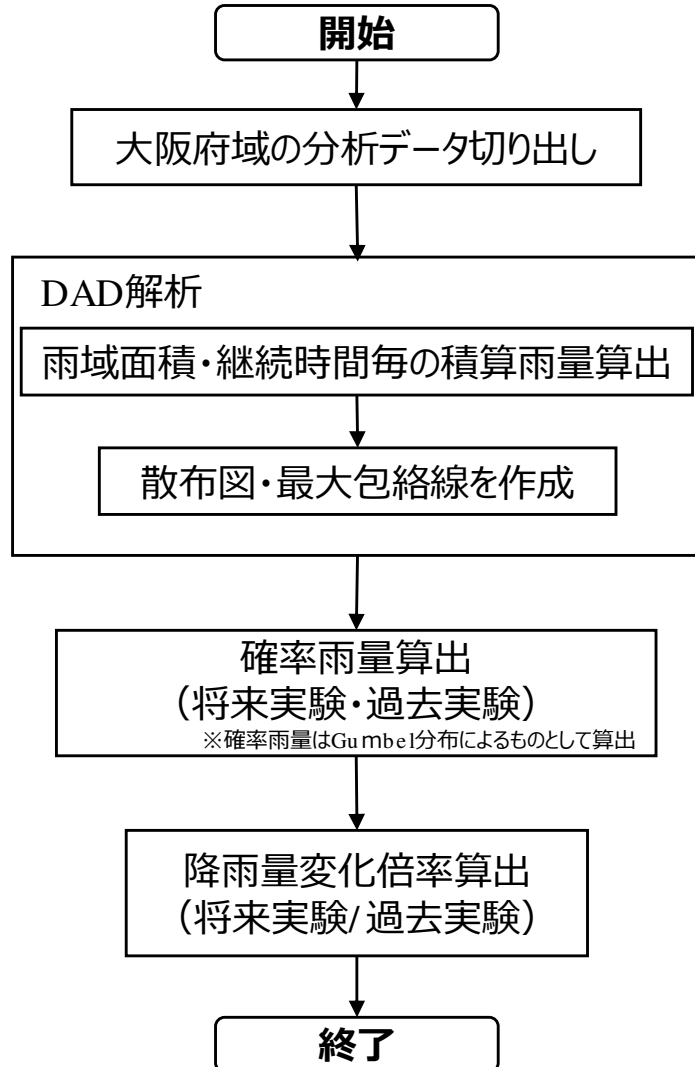 開始
大阪府域の分析データ切り出し
DAD解析
雨域面積・継続時間毎の積算雨量算出
散布図・最大包絡線を作成
確率雨量算出
（将来実験・過去実験）
※確率雨量はGumbel分布によるものとして算出
降雨量変化倍率算出
（将来実験/過去実験）
終了